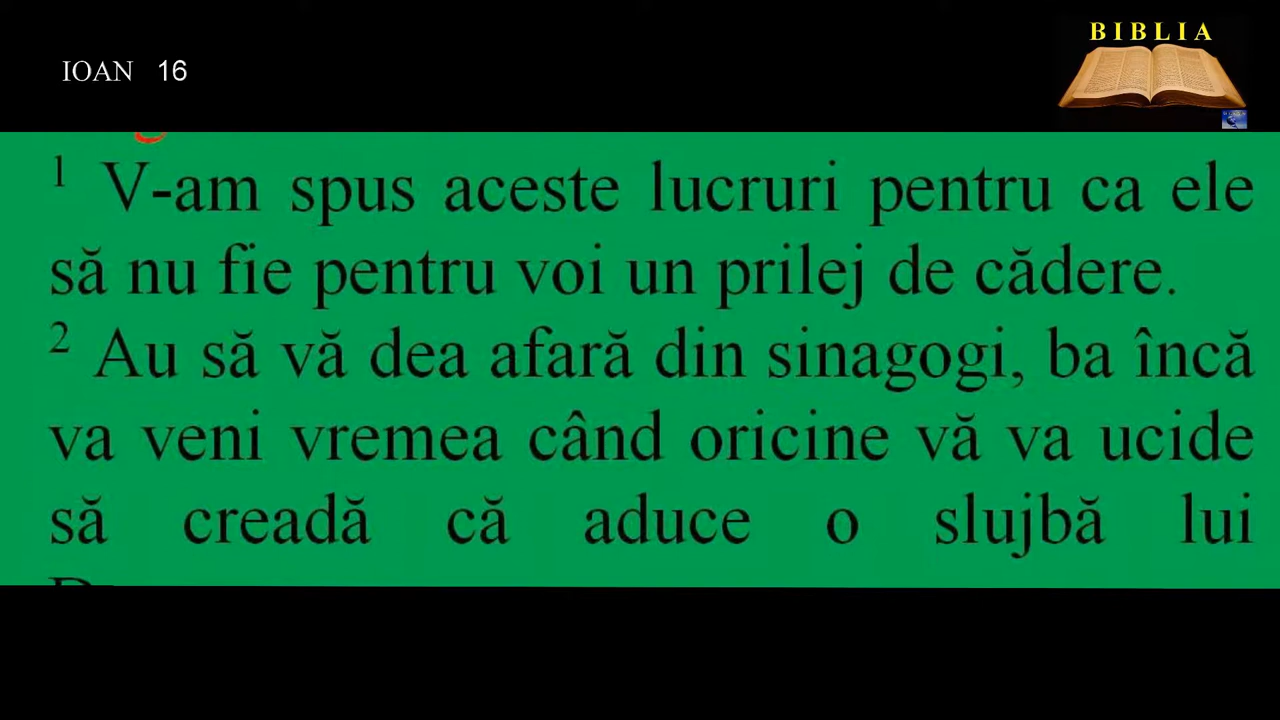 BIBLIA
IOAN 16
1 V-am spus aceste lucruri pentru ca ele
să nu fie pentru voi un prilej de cădere.
2 Au să vă dea afară din sinagogi, ba încă
va veni vremea când oricine vă va ucide
să creadă că aduce o slujbă lui